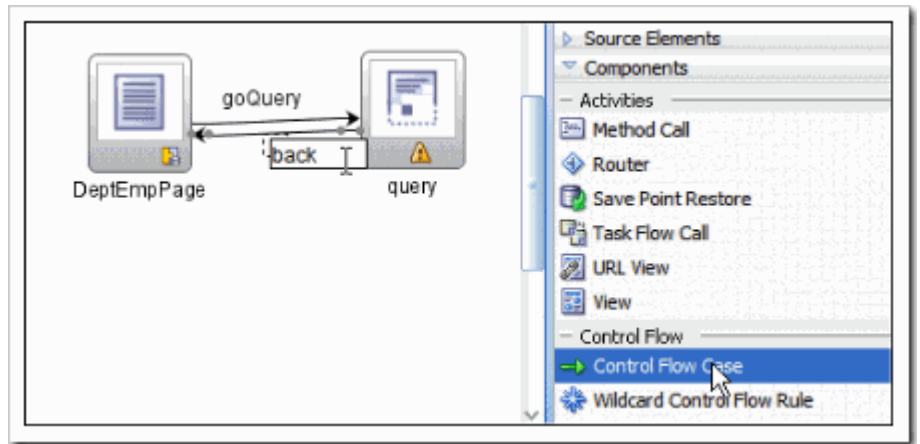 goQuery
back
DeptEmpPage
query
Source Elements
Components
Activities
Method Call
Router
Save Point Restore
Task Flow Call
URL View
View
Control Flow
Control Flow Case
Wildcard Control Flow Rule